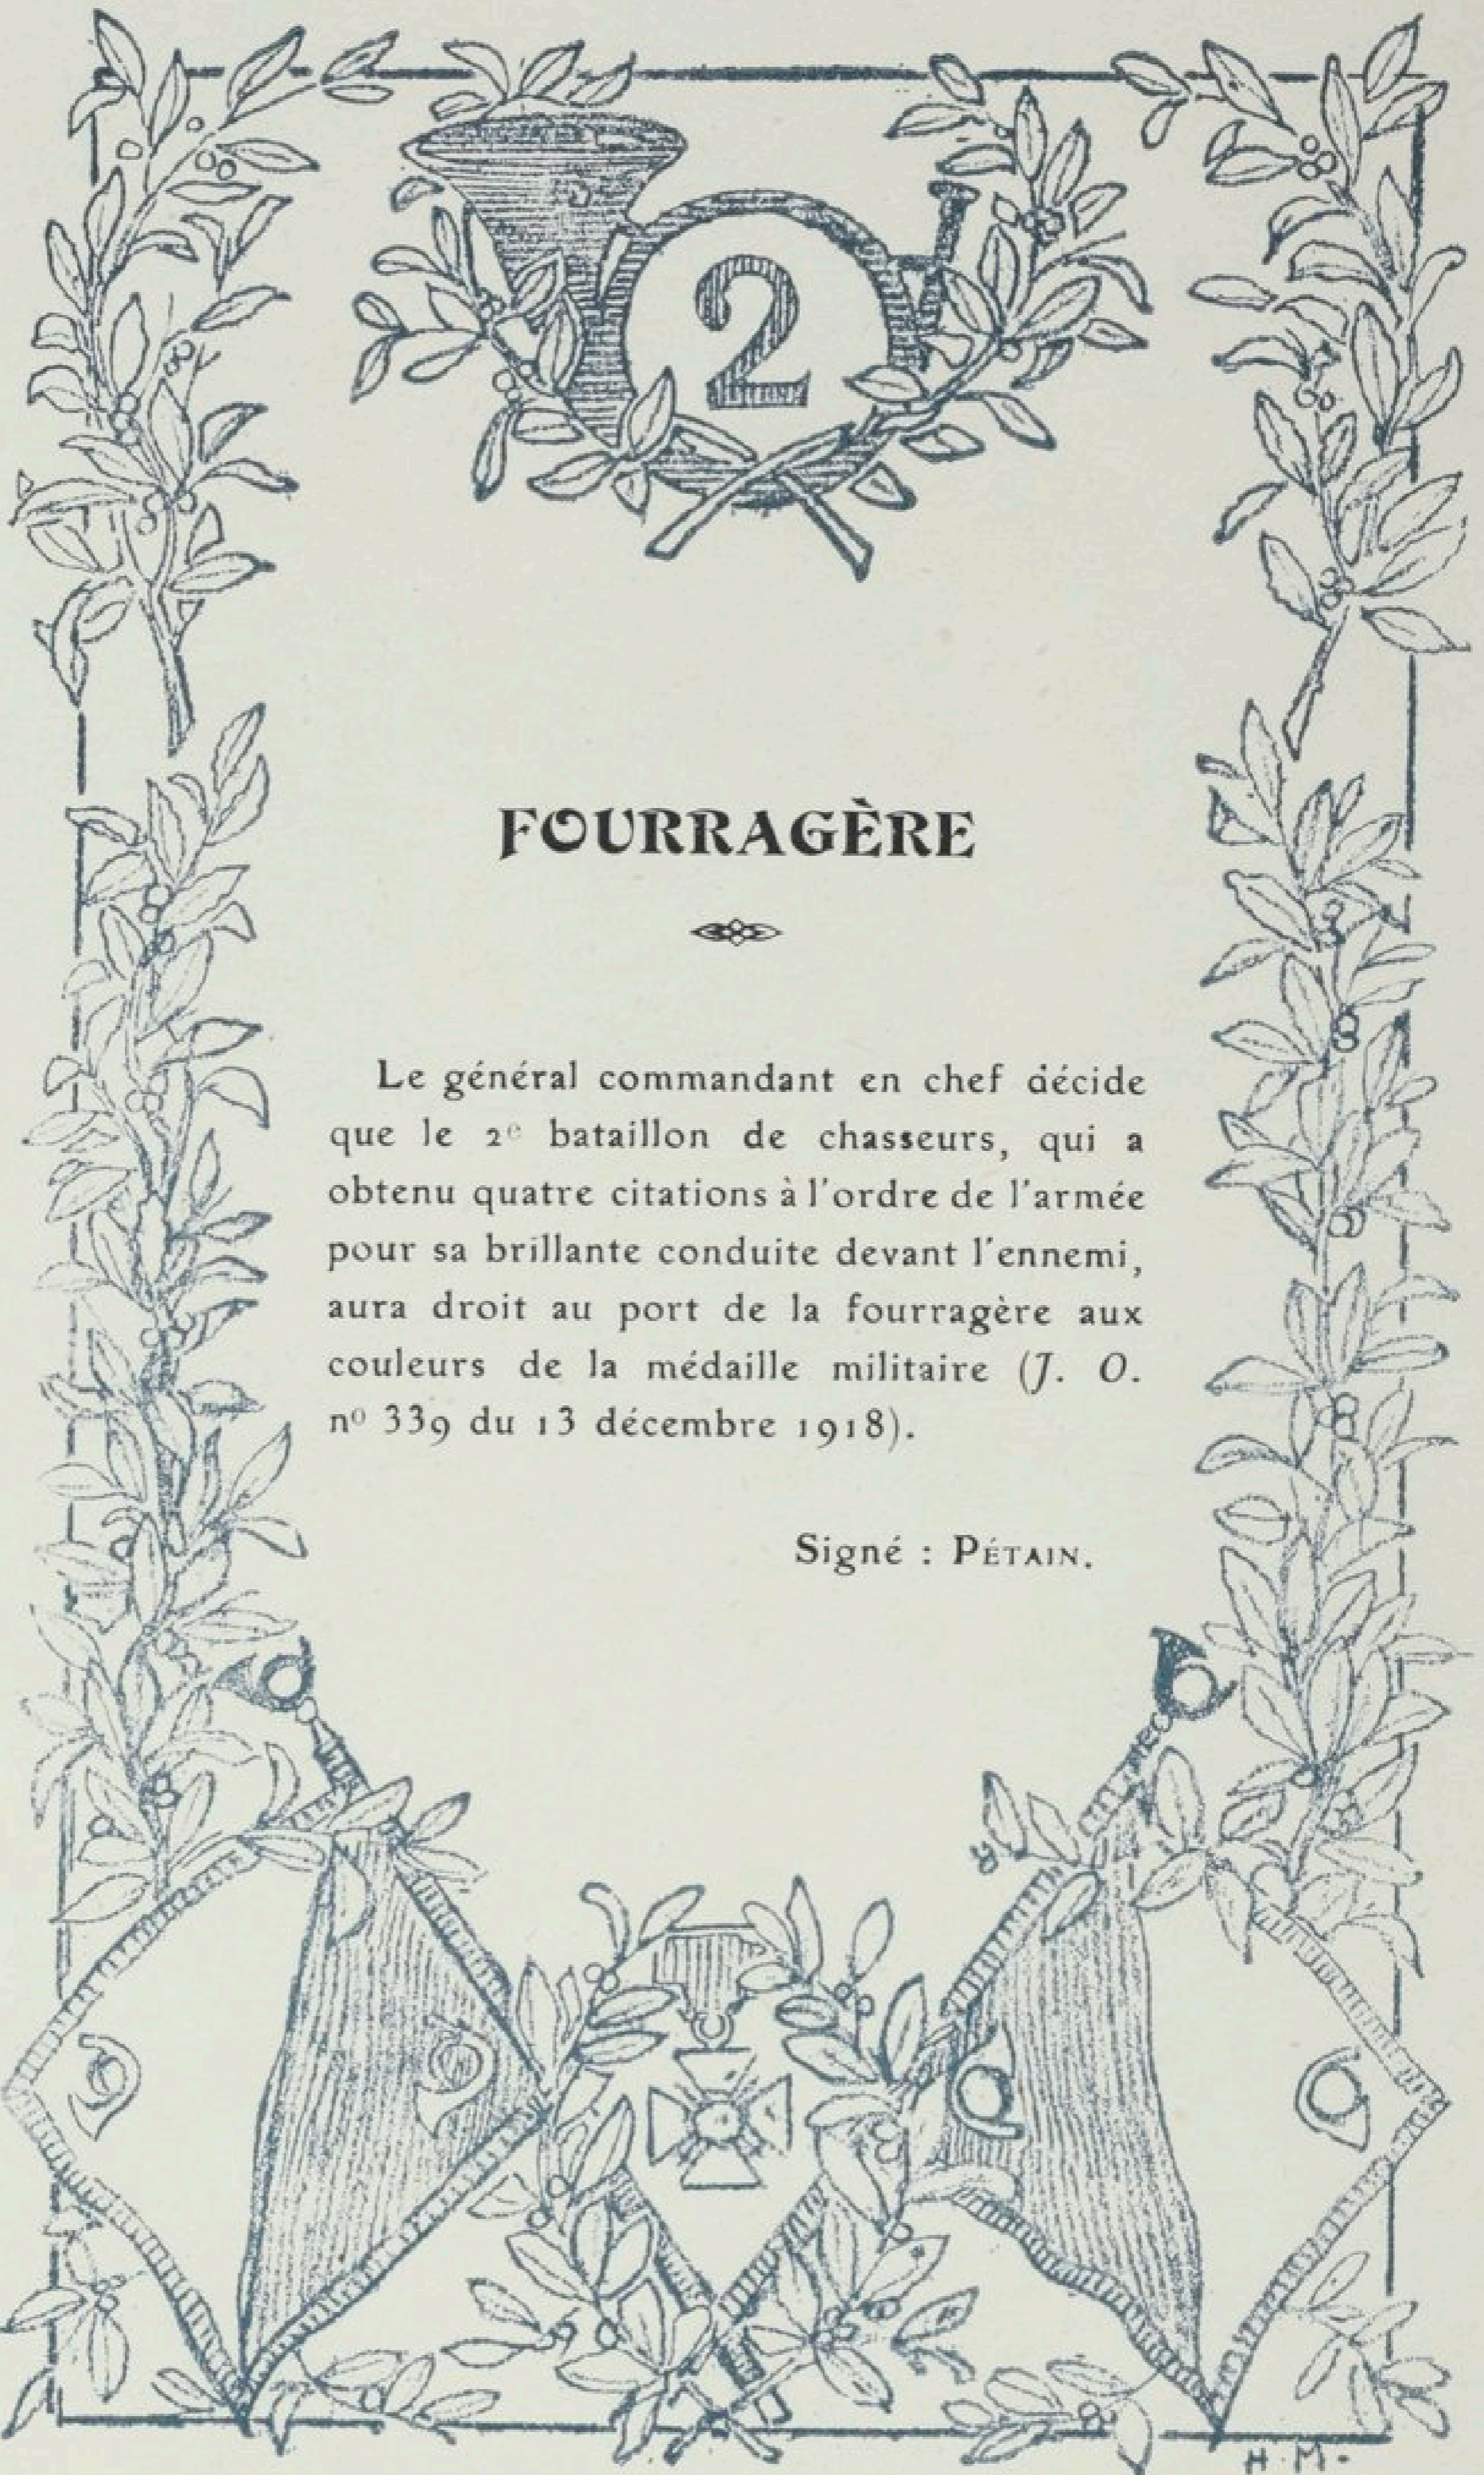 2
FOURRAGÈRE
Le général commandant en chef décide
que le 2e bataillon de chasseurs, qui a
obtenu quatre citations à l'ordre de l'armée
pour sa brillante conduite devant l'ennemi,
aura droit au port de la fourragère aux
couleurs de la médaille militaire (J. O.
no 339 du 13 décembre 1918).
Signé : PÉTAIN.
H. M.